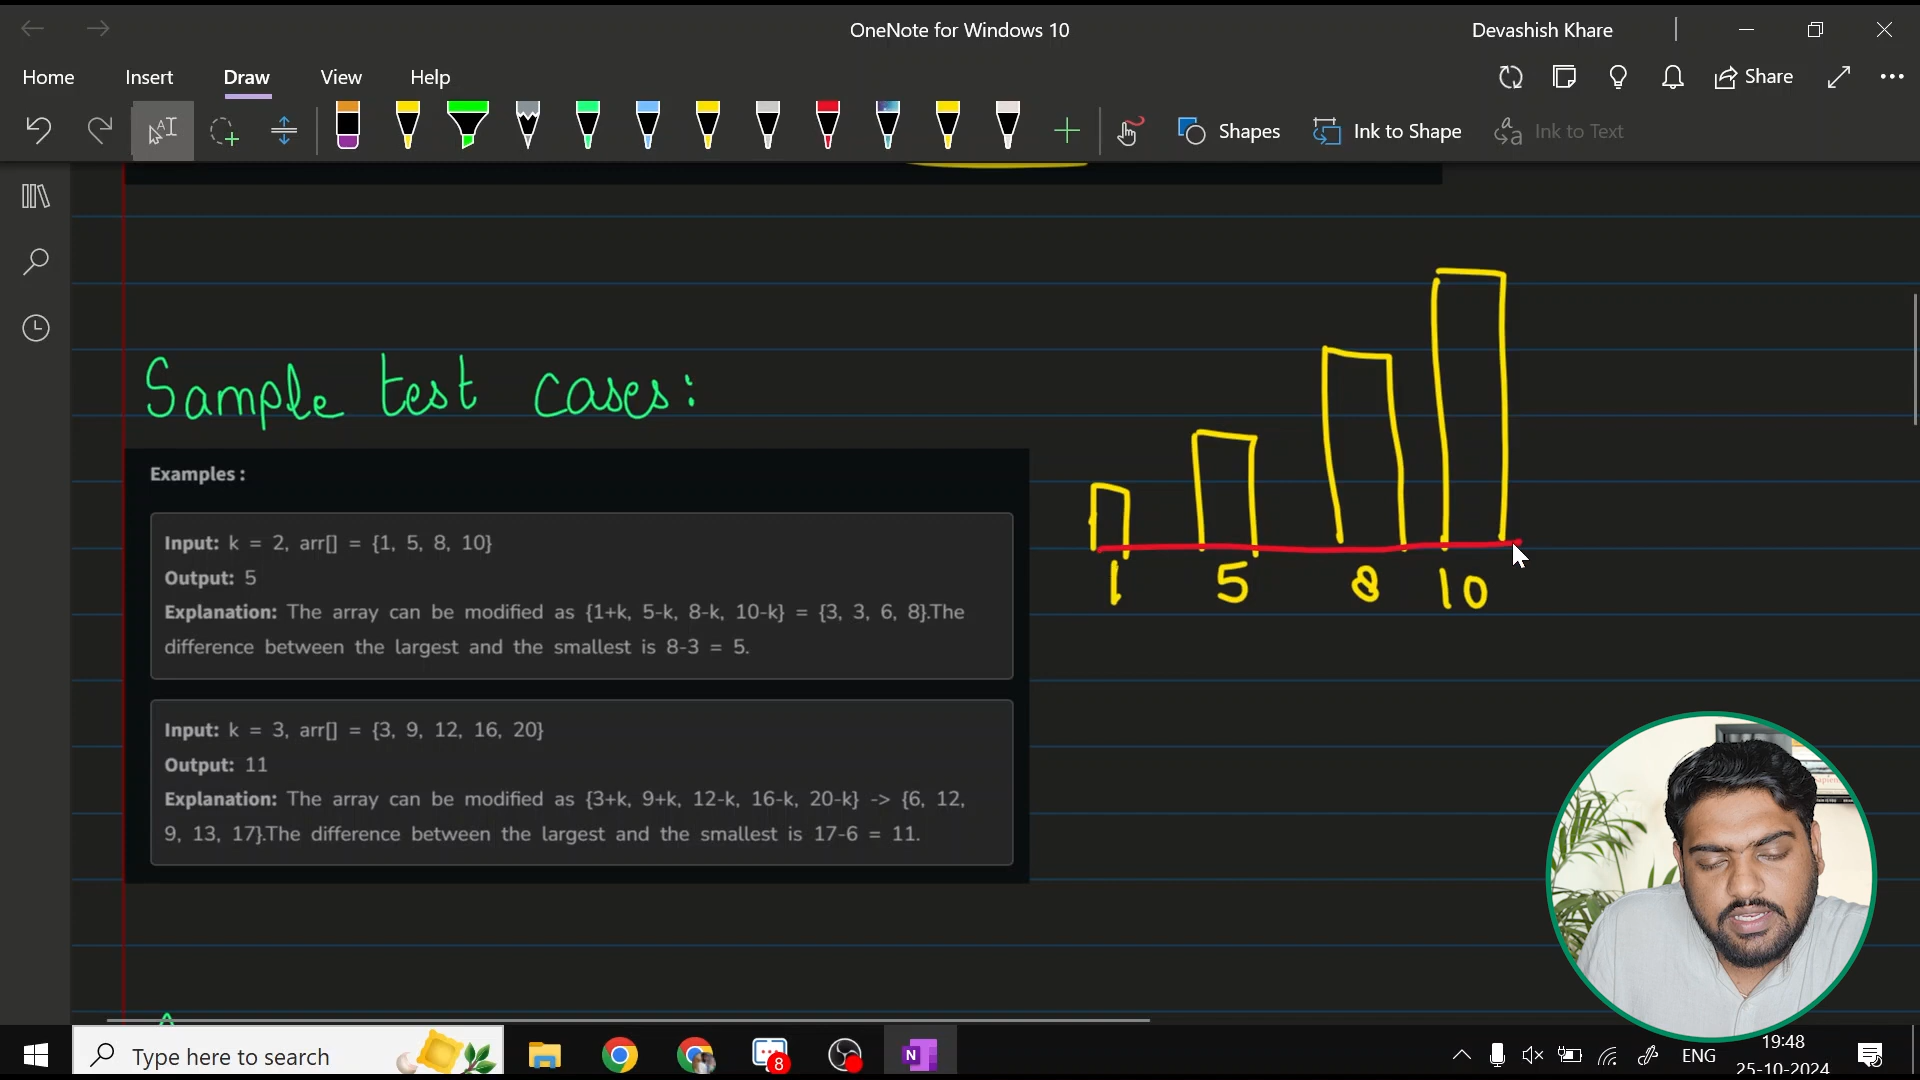 OneNote for Windows 10
Devashish Khare
Home Insert Draw View Help
Share
Shapes Ink to Shape Ink to Text
Sample test cases:
Examples :
Input: k = 2, arr[] = {1, 5, 8, 10}
Output: 5
Explanation: The array can be modified as {1+k, 5-k, 8-k, 10-k} = {3, 3, 6, 8}.The
difference between the largest and the smallest is 8-3 = 5.
Input: k = 3, arr[] = {3, 9, 12, 16, 20}
Output: 11
Explanation: The array can be modified as {3+k, 9+k, 12-k, 16-k, 20-k} -> {6, 12,
9, 13, 17}.The difference between the largest and the smallest is 17-6 = 11.
1 5 8 10
Type here to search
8
N
ENG
19:48
25-10-2024